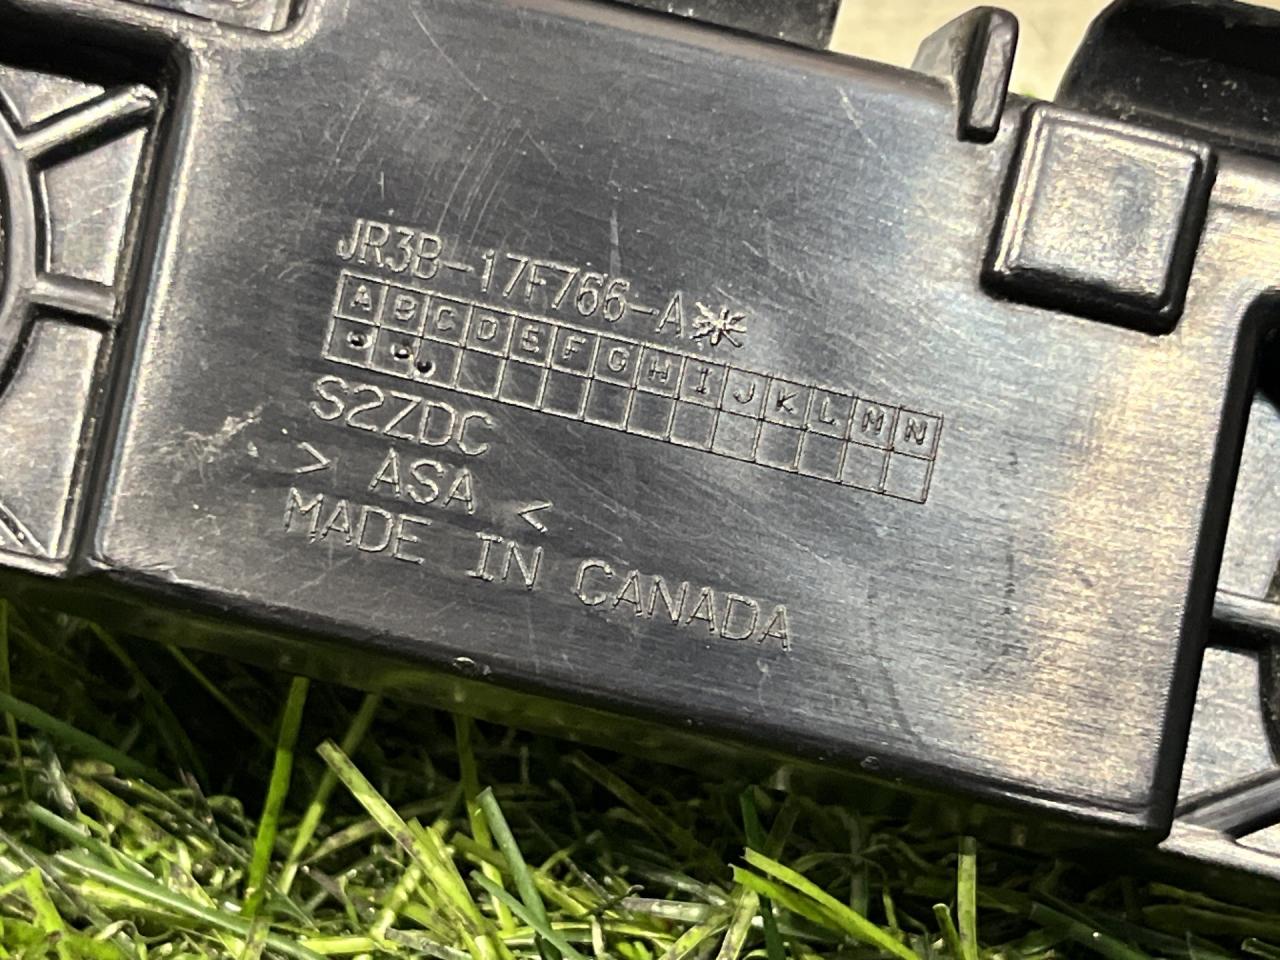 JR3B-17F766-A*
A B C D E F G H I J K L M N
S2ZDC
> ASA <
MADE IN CANADA